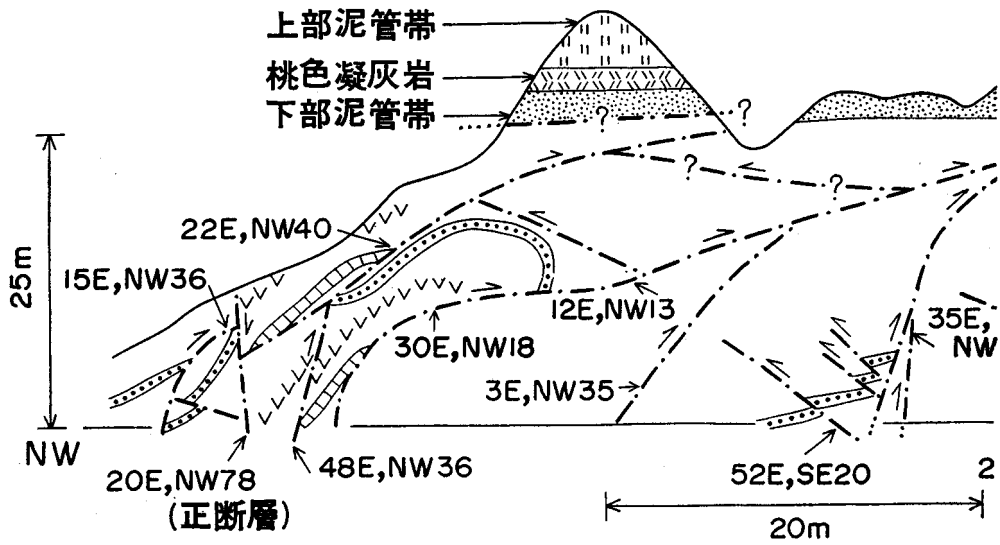 上部泥管帯
桃色凝灰岩
下部泥管帯
?
?
?
?
25m
22E,NW40
15E,NW36
12E,NW13
30E,NW18
35E,
NW
3E,NW35
NW
20E,NW78
(正断層)
48E,NW36
52E,SE20
2
20m